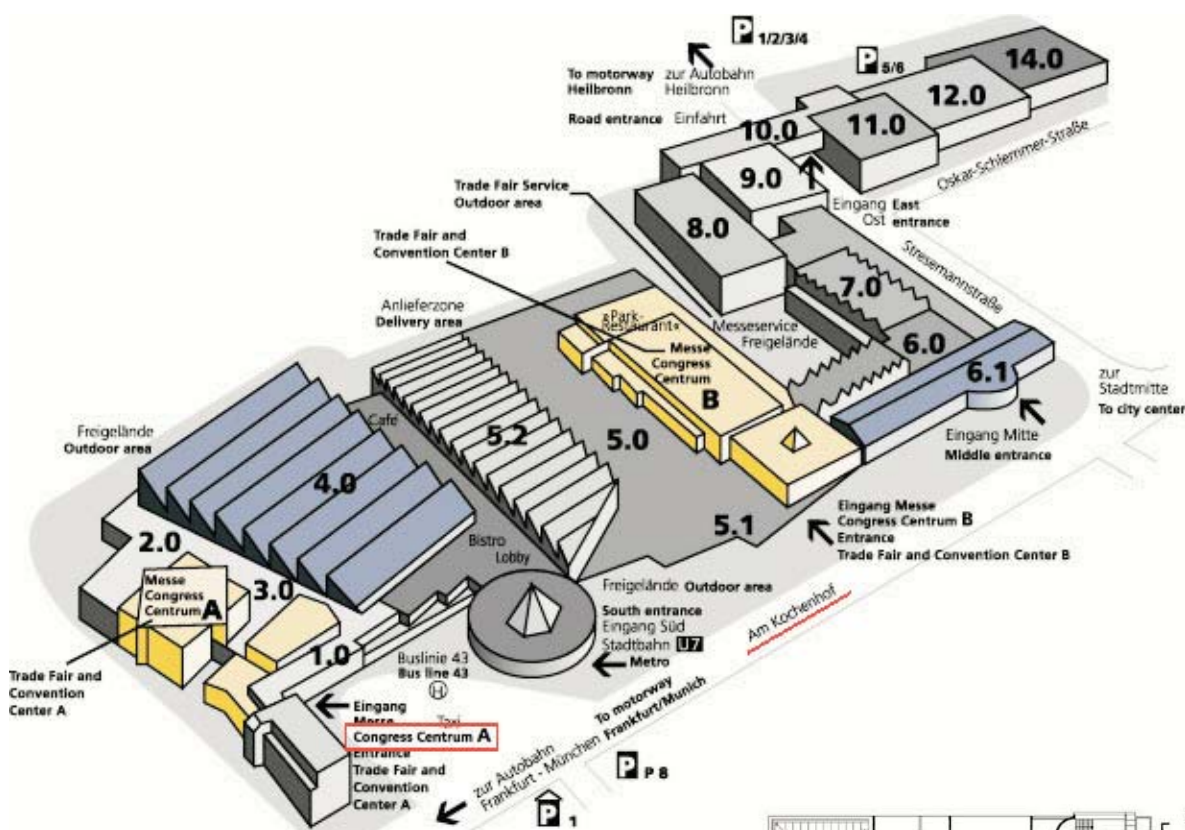 P 1/2/3/4
To motorway zur Autobahn
Heilbronn Heilbronn
Road entrance Einfahrt
P 5/6
14.0
12.0
11.0
10.0
9.0
8.0
Oskar-Schlemmer-Straße
Eingang East
Ost entrance
Trade Fair Service
Outdoor area
Trade Fair and
Convention Center B
Stresemannstraße
7.0
6.0
6.1
Anlieferzone
Delivery area
»Park-
Restaurant«
Messeservice
Freigelände
Messe
Congress
Centrum
B
zur
Stadtmitte
To city center
Eingang Mitte
Middle entrance
Freigelände
Outdoor area
Café
5.2
5.0
5.1
4.0
Eingang Messe
Congress Centrum B
Entrance
Trade Fair and Convention Center B
2.0
Bistro
Lobby
3.0
Messe
Congress
Centrum A
1.0
Freigelände Outdoor area
South entrance
Eingang Süd
Stadtbahn U7
Metro
Am Kochenhof
Buslinie 43
Bus line 43
H
Trade Fair and
Convention
Center A
Eingang
Messe Taxi
Congress Centrum A
Entrance
Trade Fair and
Convention
Center A
To motorway
Frankfurt/Munich
zur Autobahn
Frankfurt - München
P P 8
P 1